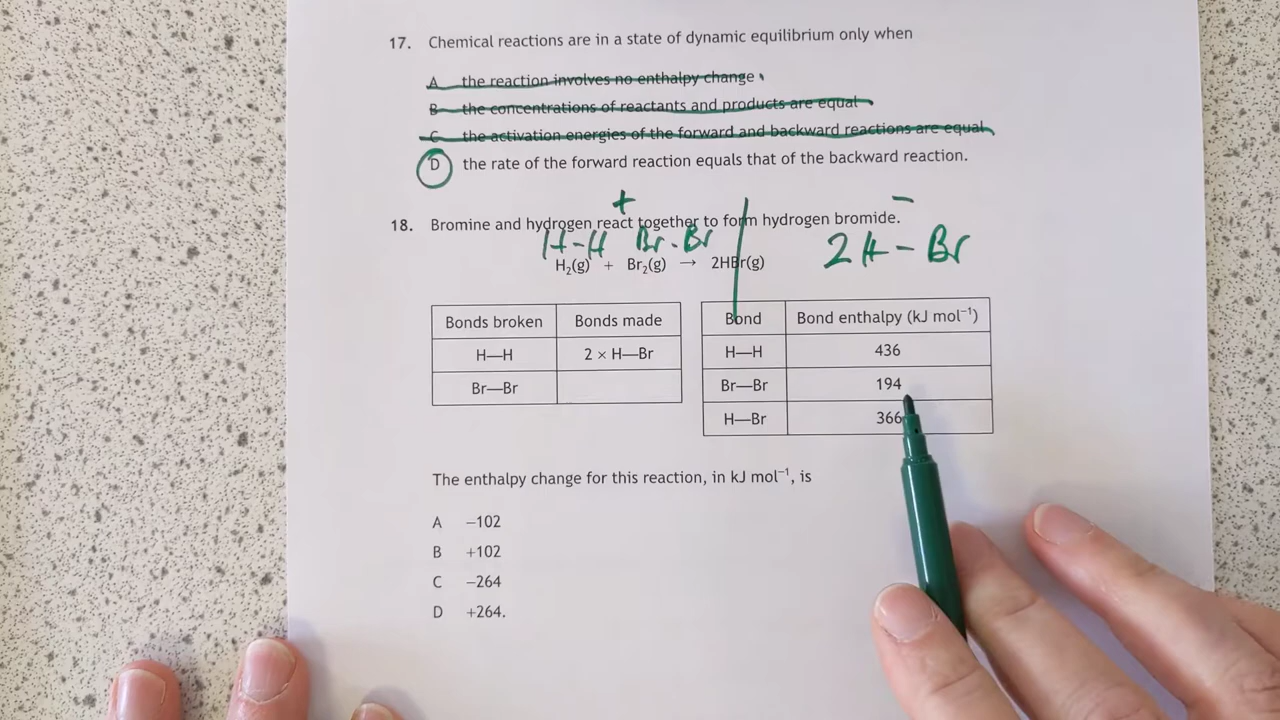 17. Chemical reactions are in a state of dynamic equilibrium only when
A the reaction involves no enthalpy change
B the concentrations of reactants and products are equal
C the activation energies of the forward and backward reactions are equal
D the rate of the forward reaction equals that of the backward reaction.
+ −
18. Bromine and hydrogen react together to form hydrogen bromide.
H-H Br-Br 2H-Br
H₂(g) + Br₂(g) → 2HBr(g)
Bonds broken Bonds made
H—H 2 × H—Br
Br—Br
Bond Bond enthalpy (kJ mol⁻¹)
H—H 436
Br—Br 194
H—Br 366
The enthalpy change for this reaction, in kJ mol⁻¹, is
A −102
B +102
C −264
D +264.